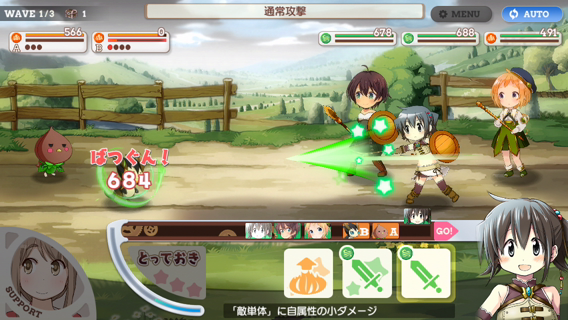 WAVE 1/3
1
通常攻撃
MENU
AUTO
566
A
0
B
678
688
491
ばつぐん!
684
B
A
GO!
とっておき
SUPPORT
「敵単体」に自属性の小ダメージ